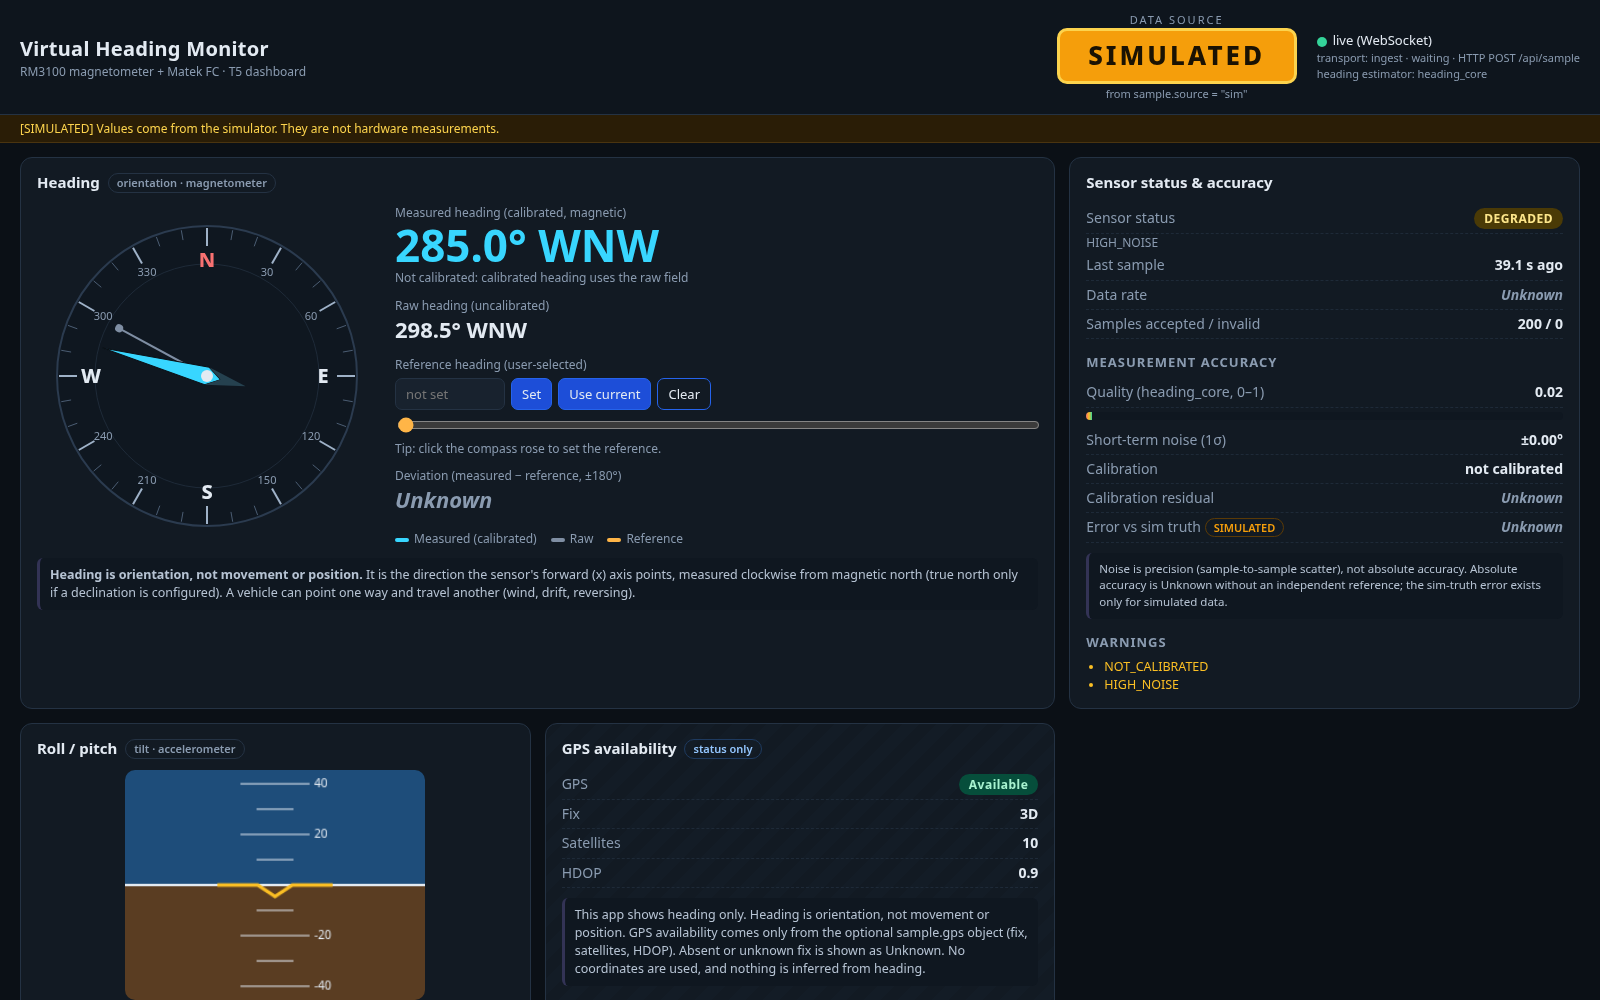 Virtual Heading Monitor
RM3100 magnetometer + Matek FC · T5 dashboard
DATA SOURCE
SIMULATED
from sample.source = "sim"
live (WebSocket)
transport: ingest · waiting · HTTP POST /api/sample
heading estimator: heading_core
[SIMULATED] Values come from the simulator. They are not hardware measurements.
Heading
orientation · magnetometer
N
30
60
E
120
150
S
210
240
W
300
330
Measured heading (calibrated, magnetic)
285.0° WNW
Not calibrated: calibrated heading uses the raw field
Raw heading (uncalibrated)
298.5° WNW
Reference heading (user-selected)
not set
Set
Use current
Clear
Tip: click the compass rose to set the reference.
Deviation (measured − reference, ±180°)
Unknown
Measured (calibrated)
Raw
Reference
Heading is orientation, not movement or position. It is the direction the sensor's forward (x) axis points, measured clockwise from magnetic north (true north only
if a declination is configured). A vehicle can point one way and travel another (wind, drift, reversing).
Sensor status & accuracy
Sensor status DEGRADED
HIGH_NOISE
Last sample 39.1 s ago
Data rate Unknown
Samples accepted / invalid 200 / 0
MEASUREMENT ACCURACY
Quality (heading_core, 0–1) 0.02
Short-term noise (1σ) ±0.00°
Calibration not calibrated
Calibration residual Unknown
Error vs sim truth SIMULATED Unknown
Noise is precision (sample-to-sample scatter), not absolute accuracy. Absolute
accuracy is Unknown without an independent reference; the sim-truth error exists
only for simulated data.
WARNINGS
• NOT_CALIBRATED
• HIGH_NOISE
Roll / pitch
tilt · accelerometer
40
20
-20
-40
GPS availability
status only
GPS Available
Fix 3D
Satellites 10
HDOP 0.9
This app shows heading only. Heading is orientation, not movement or
position. GPS availability comes only from the optional sample.gps object (fix,
satellites, HDOP). Absent or unknown fix is shown as Unknown. No
coordinates are used, and nothing is inferred from heading.